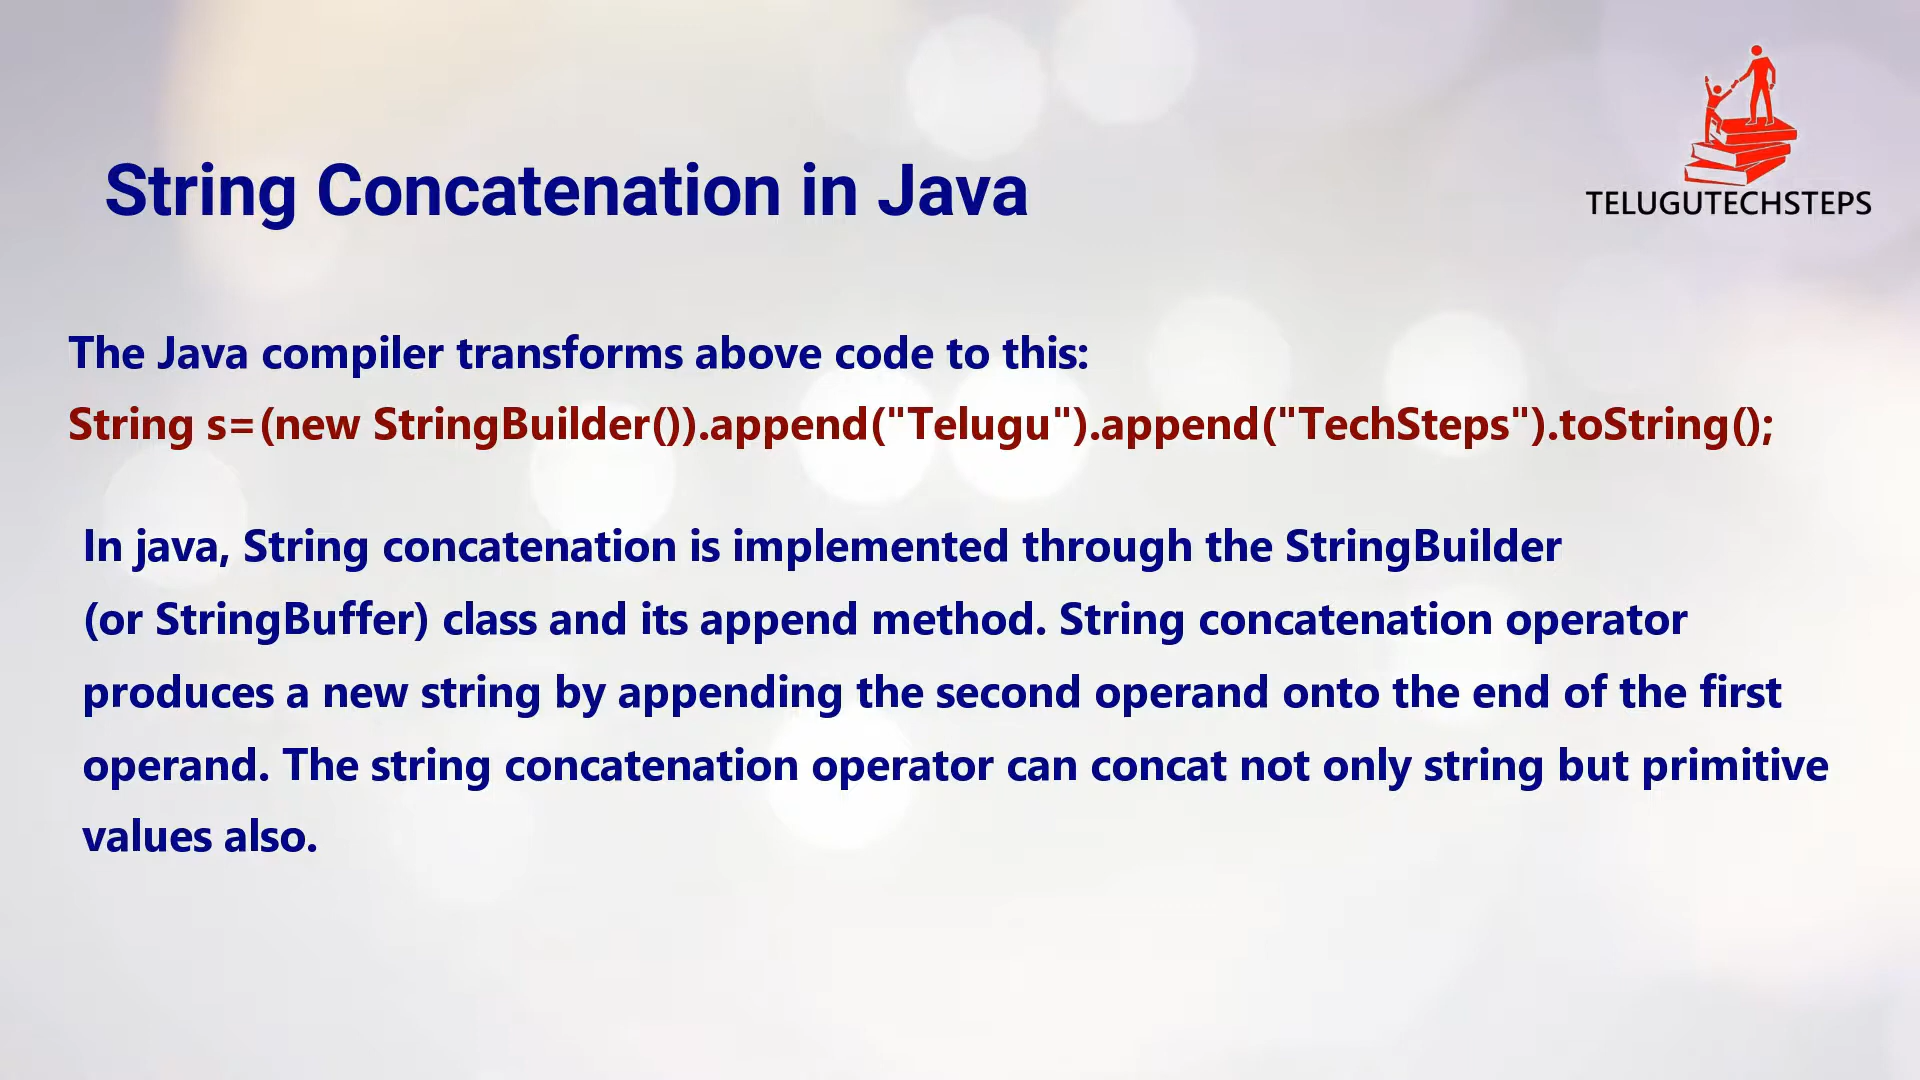 TELUGUTECHSTEPS
String Concatenation in Java
The Java compiler transforms above code to this:
String s=(new StringBuilder()).append("Telugu").append("TechSteps").toString();
In java, String concatenation is implemented through the StringBuilder
(or StringBuffer) class and its append method. String concatenation operator
produces a new string by appending the second operand onto the end of the first
operand. The string concatenation operator can concat not only string but primitive
values also.